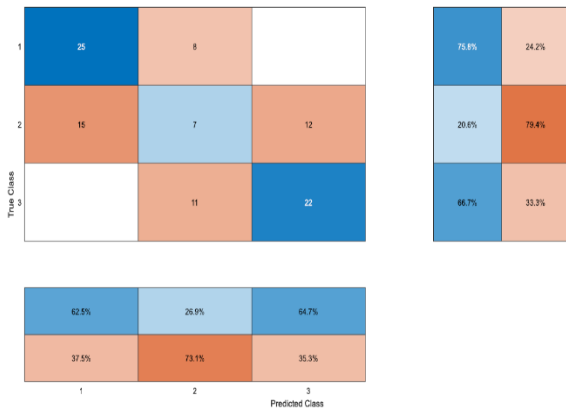 1 25 8 75.8% 24.2%
2 15 7 12 20.6% 79.4%
3 11 22 66.7% 33.3%
True Class
62.5% 26.9% 64.7%
37.5% 73.1% 35.3%
1 2 3
Predicted Class